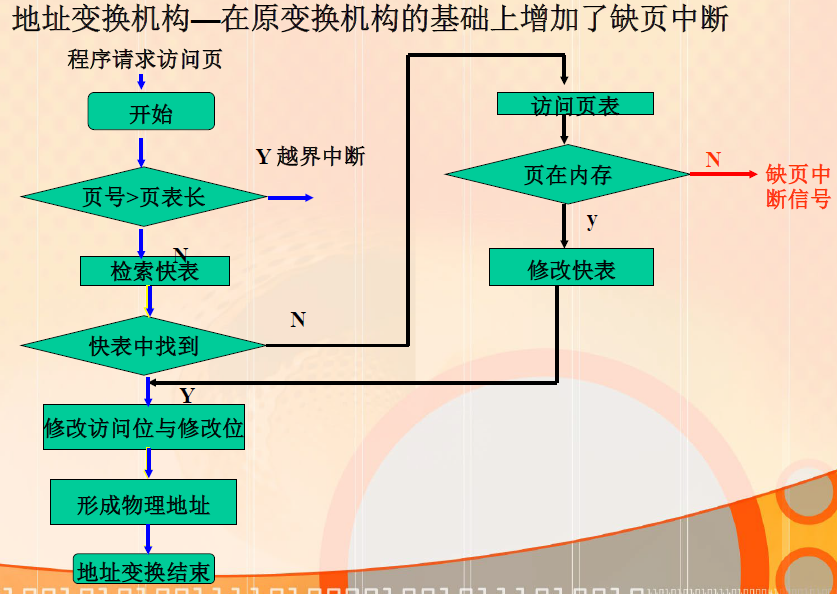 地址变换机构—在原变换机构的基础上增加了缺页中断
程序请求访问页
开始
Y 越界中断
页号>页表长
N
检索快表
快表中找到
N
Y
修改访问位与修改位
形成物理地址
地址变换结束
访问页表
页在内存
N
缺页中
断信号
y
修改快表